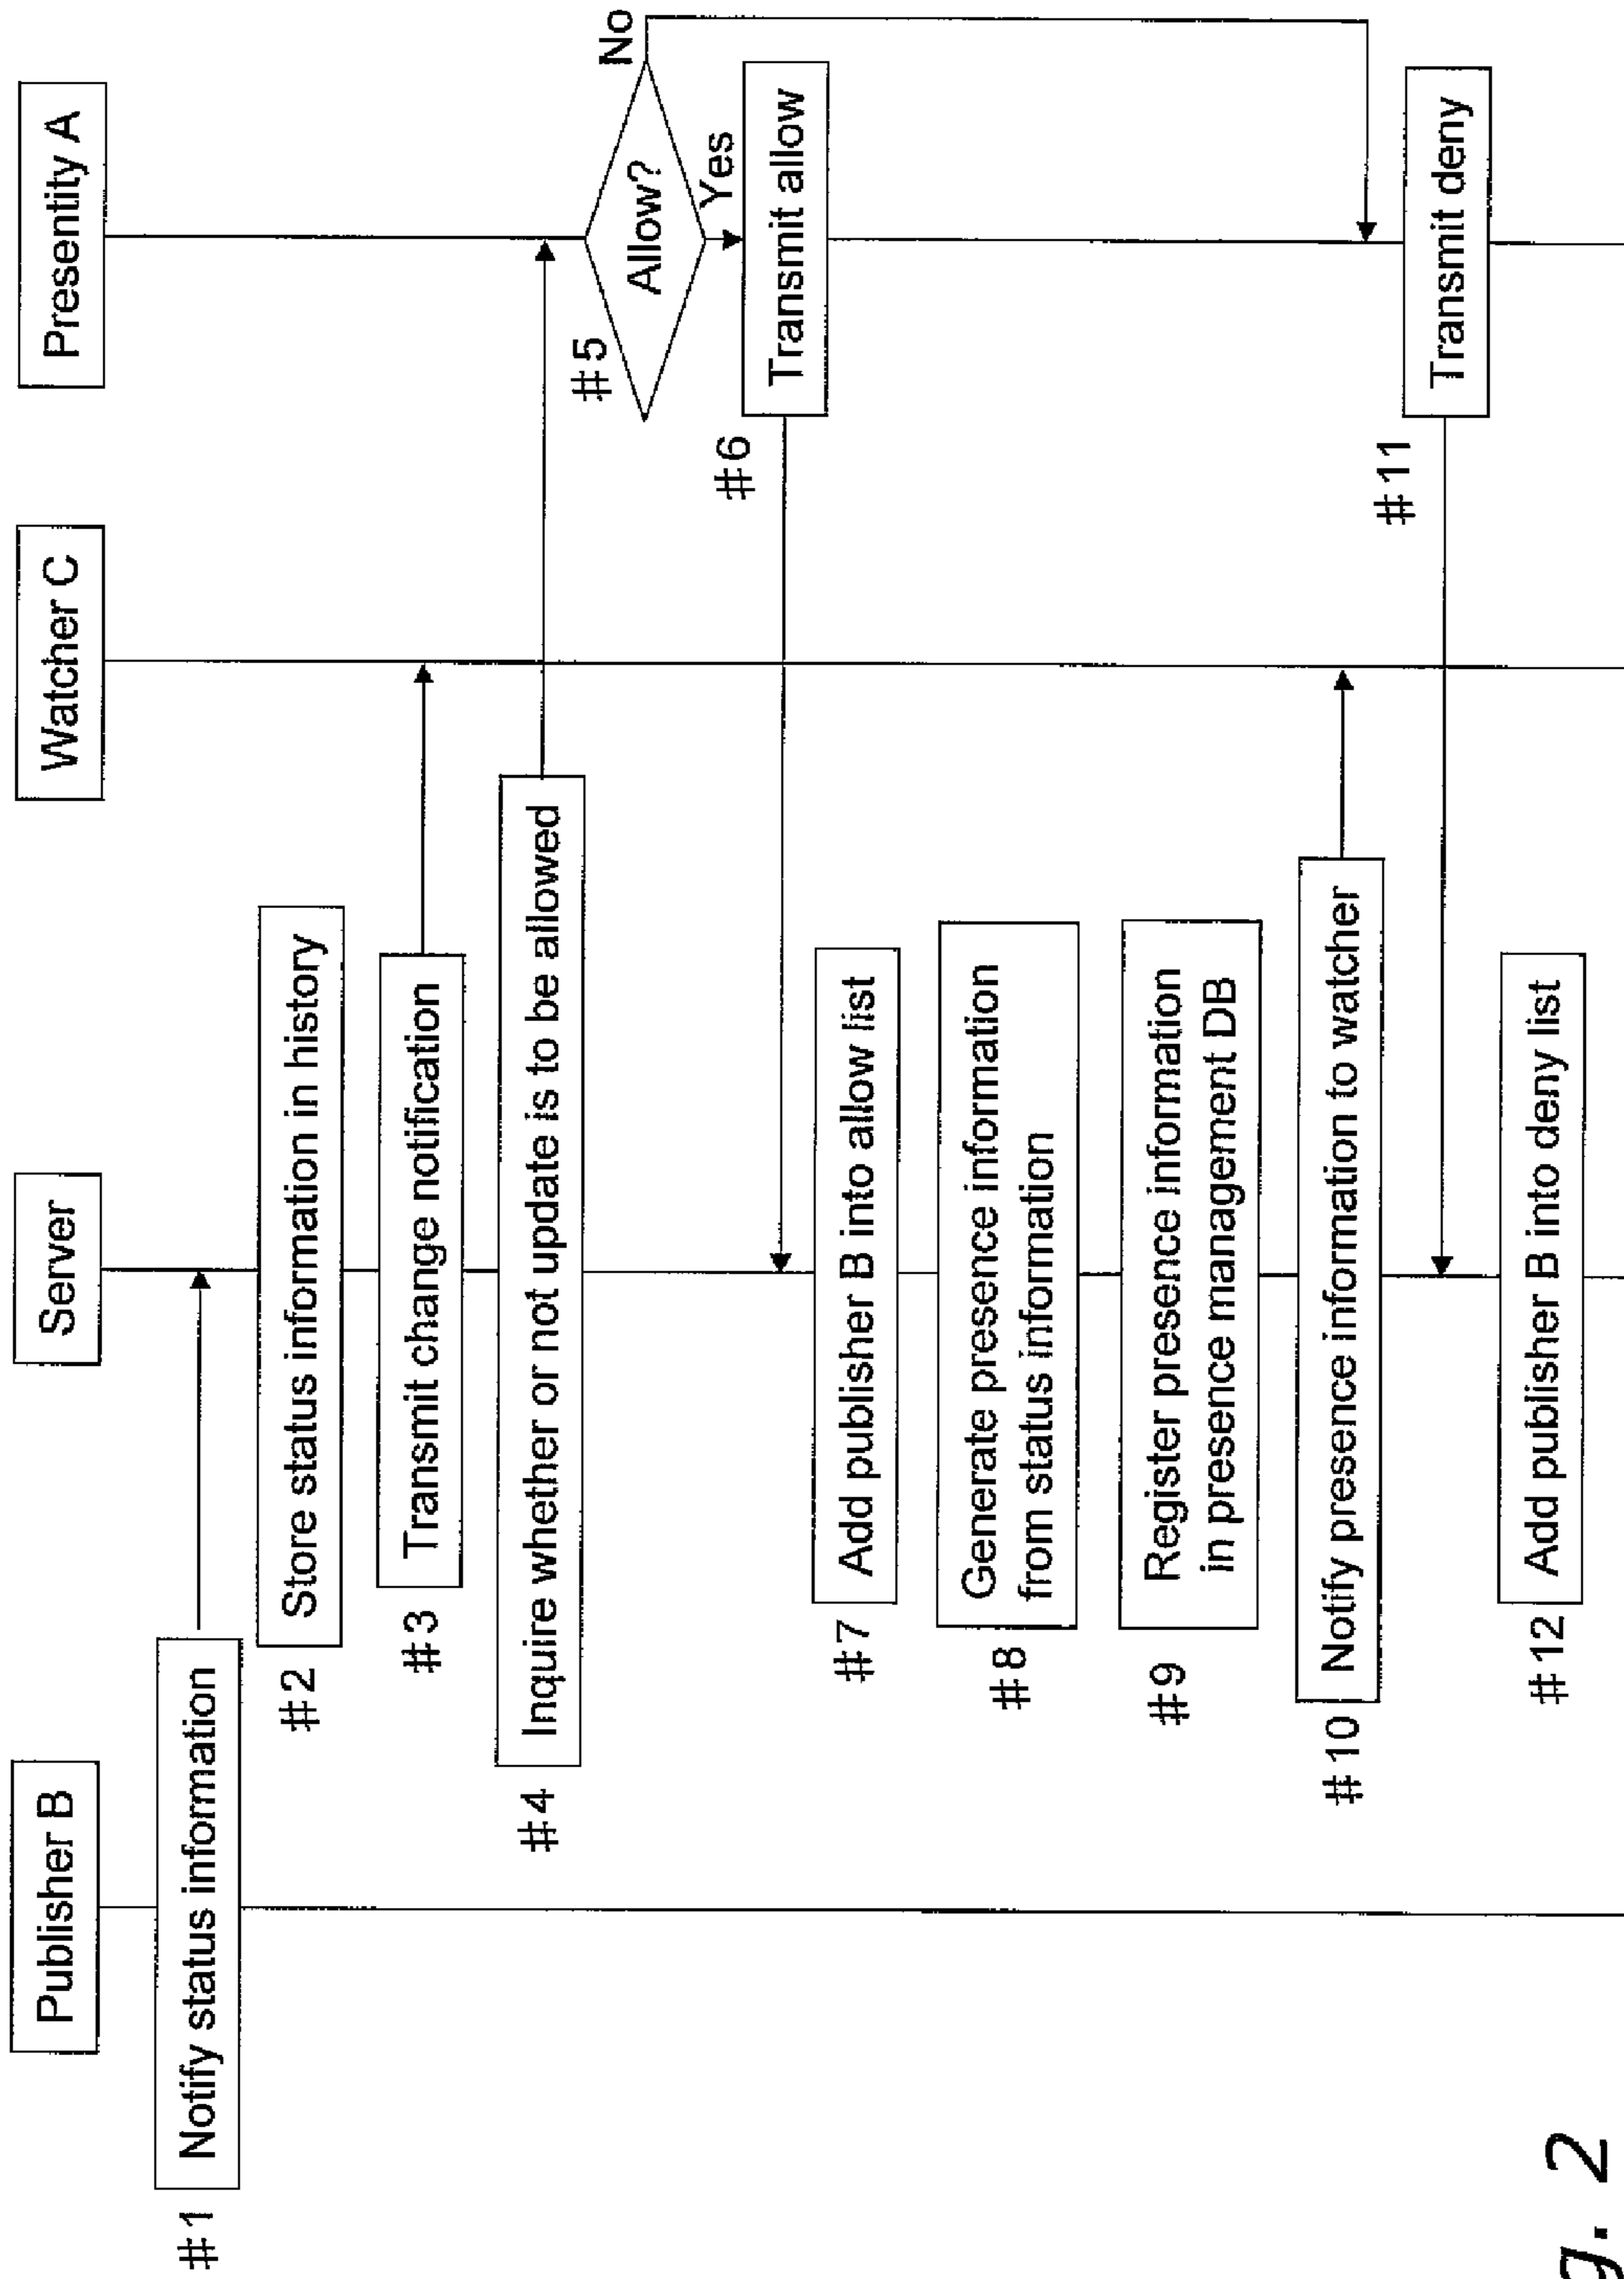 Publisher B
Server
Watcher C
Presentity A
#1
Notify status information
#2
Store status information in history
#3
Transmit change notification
#4
Inquire whether or not update is to be allowed
#5
Allow?
No
Yes
#6
Transmit allow
#7
Add publisher B into allow list
#8
Generate presence information
from status information
#9
Register presence information
in presence management DB
#10
Notify presence information to watcher
#11
Transmit deny
#12
Add publisher B into deny list
g. 2